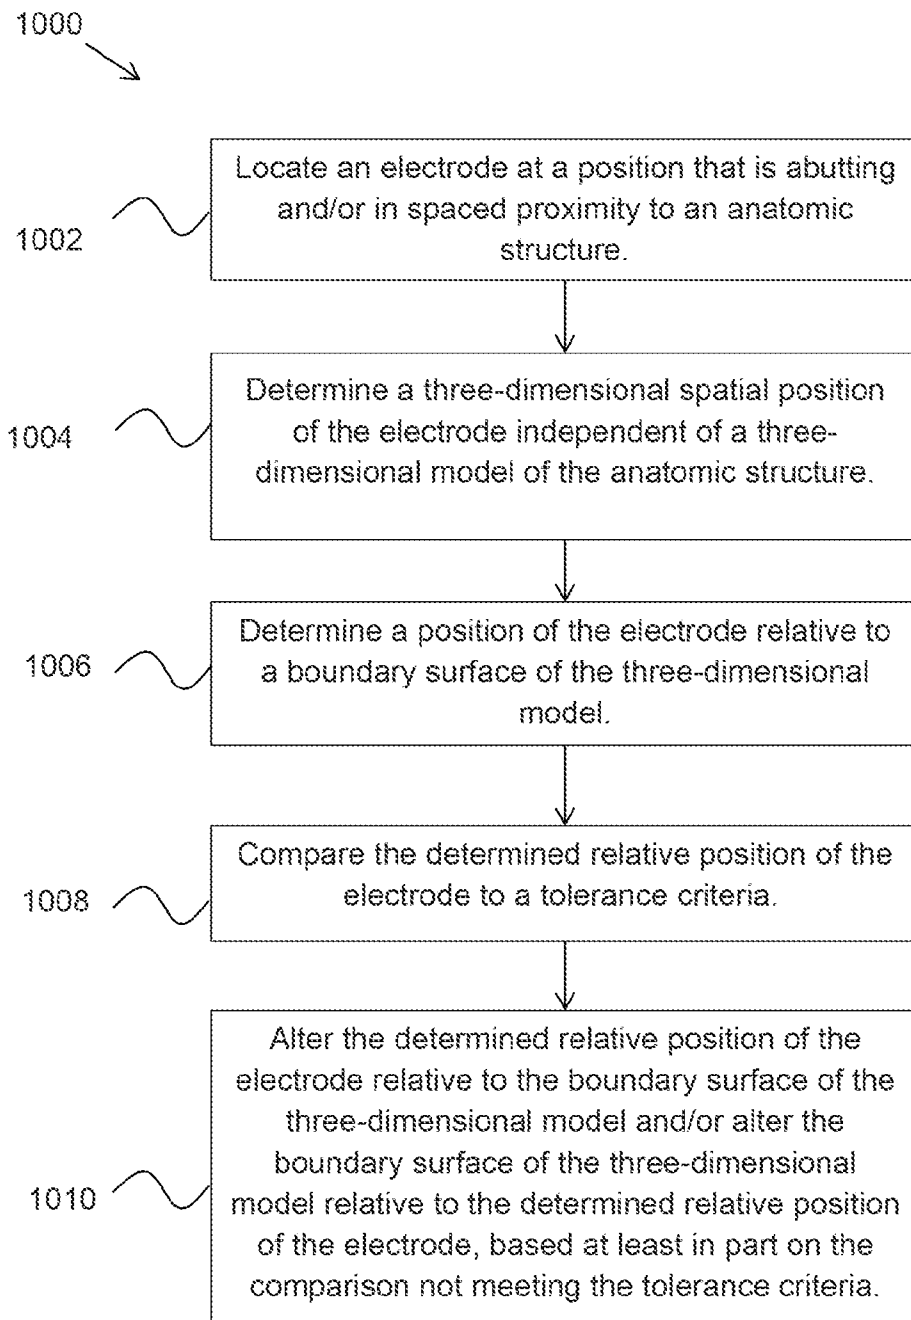 1000
Locate an electrode at a position that is abutting
and/or in spaced proximity to an anatomic
structure.
1002
Determine a three-dimensional spatial position
of the electrode independent of a three-
dimensional model of the anatomic structure.
1004
Determine a position of the electrode relative to
a boundary surface of the three-dimensional
model.
1006
Compare the determined relative position of the
electrode to a tolerance criteria.
1008
Alter the determined relative position of the
electrode relative to the boundary surface of the
three-dimensional model and/or alter the
boundary surface of the three-dimensional
model relative to the determined relative position
of the electrode, based at least in part on the
comparison not meeting the tolerance criteria.
1010